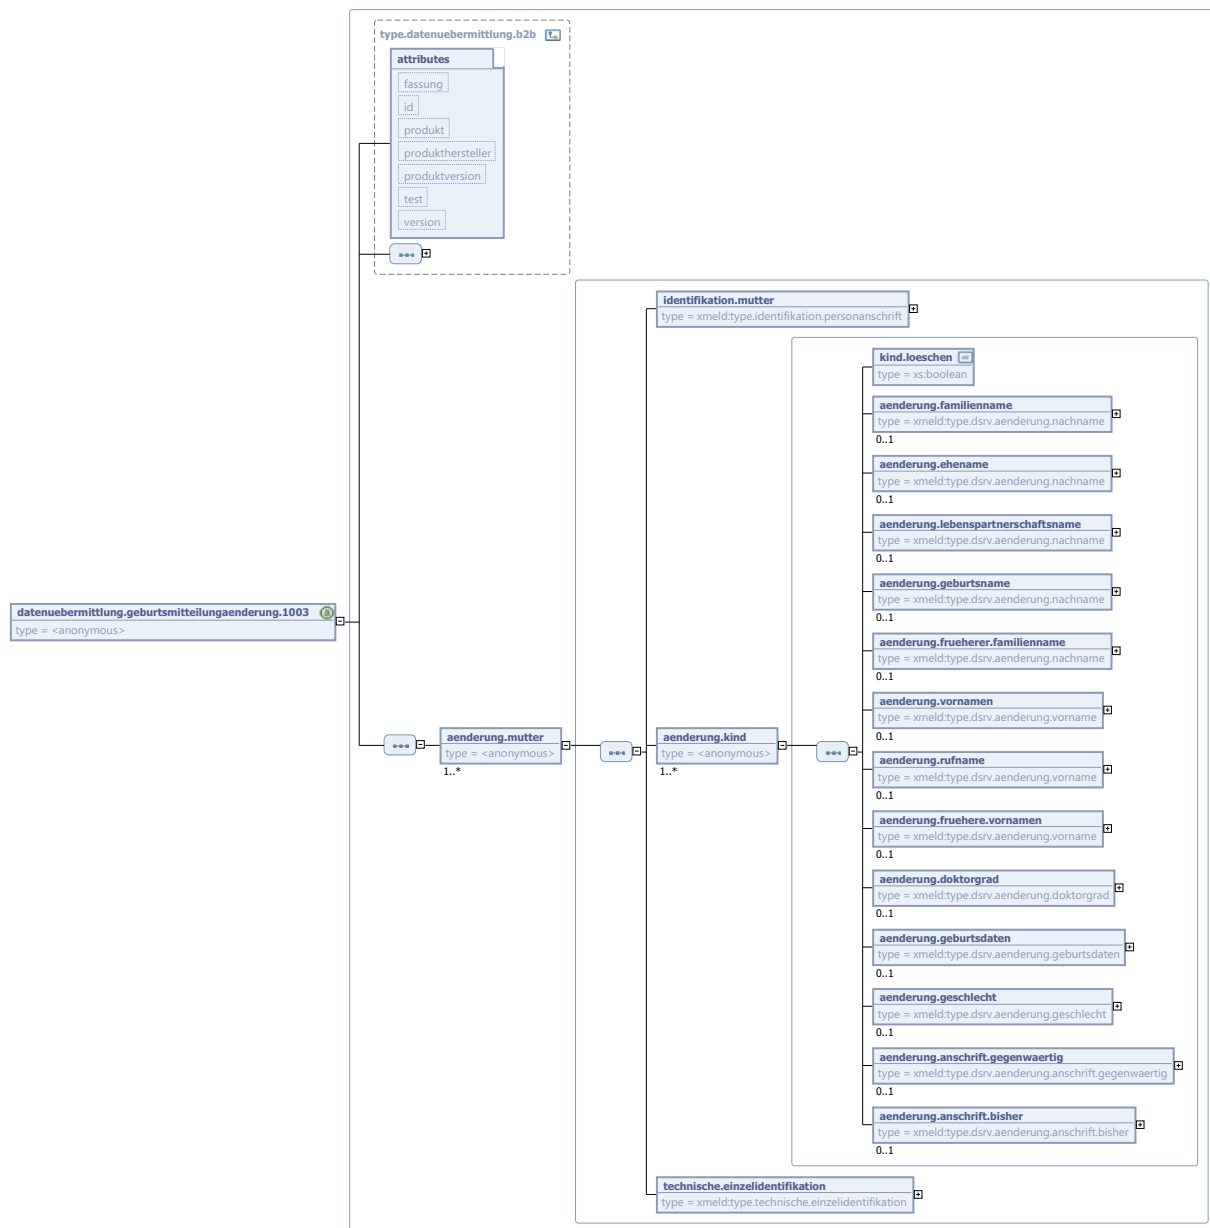 type.datenuebermittlung.b2b
attributes
fassung
id
produkt
produkthersteller
produktversion
test
version
identifikation.mutter
type = xmeld:type.identifikation.personanschrift
kind.loeschen
type = xs:boolean
aenderung.familienname
type = xmeld:type.dsrv.aenderung.nachname
0..1
aenderung.ehename
type = xmeld:type.dsrv.aenderung.nachname
0..1
aenderung.lebenspartnerschaftsname
type = xmeld:type.dsrv.aenderung.nachname
0..1
aenderung.geburtsname
type = xmeld:type.dsrv.aenderung.nachname
0..1
datenuebermittlung.geburtsmitteilungaenderung.1003 @
type = <anonymous>
aenderung.frueherer.familienname
type = xmeld:type.dsrv.aenderung.nachname
0..1
aenderung.vornamen
type = xmeld:type.dsrv.aenderung.vorname
0..1
aenderung.mutter
type = <anonymous>
1..*
aenderung.kind
type = <anonymous>
1..*
aenderung.rufname
type = xmeld:type.dsrv.aenderung.vorname
0..1
aenderung.fruehere.vornamen
type = xmeld:type.dsrv.aenderung.vorname
0..1
aenderung.doktorgrad
type = xmeld:type.dsrv.aenderung.doktorgrad
0..1
aenderung.geburtsdaten
type = xmeld:type.dsrv.aenderung.geburtsdaten
0..1
aenderung.geschlecht
type = xmeld:type.dsrv.aenderung.geschlecht
0..1
aenderung.anschrift.gegenwaertig
type = xmeld:type.dsrv.aenderung.anschrift.gegenwaertig
0..1
aenderung.anschrift.bisher
type = xmeld:type.dsrv.aenderung.anschrift.bisher
0..1
technische.einzelidentifikation
type = xmeld:type.technische.einzelidentifikation